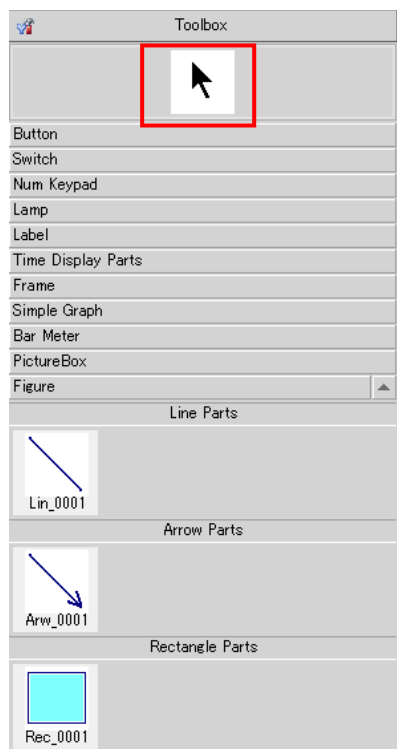 Toolbox
Button
Switch
Num Keypad
Lamp
Label
Time Display Parts
Frame
Simple Graph
Bar Meter
PictureBox
Figure
Line Parts
Lin_0001
Arrow Parts
Arw_0001
Rectangle Parts
Rec_0001